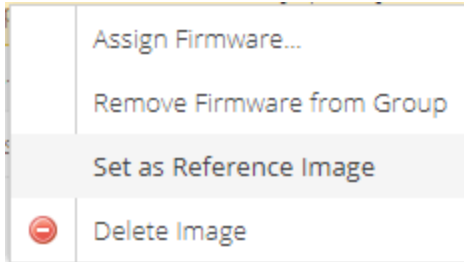 Assign Firmware...
Remove Firmware from Group
Set as Reference Image
Delete Image